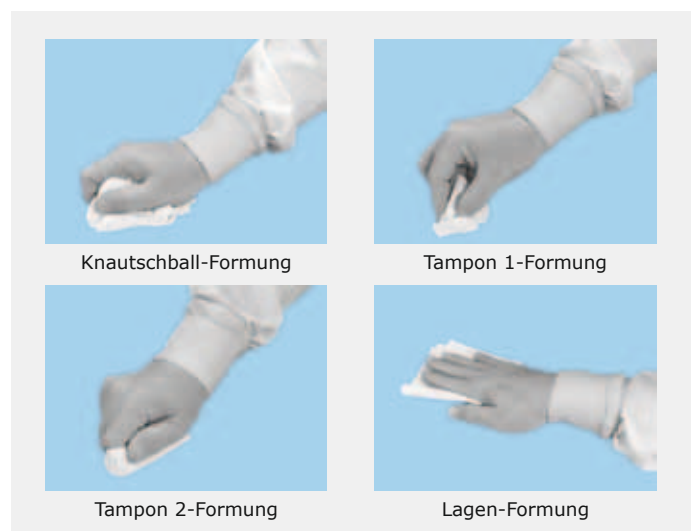 Knautschball-Formung
Tampon 1-Formung
Tampon 2-Formung
Lagen-Formung